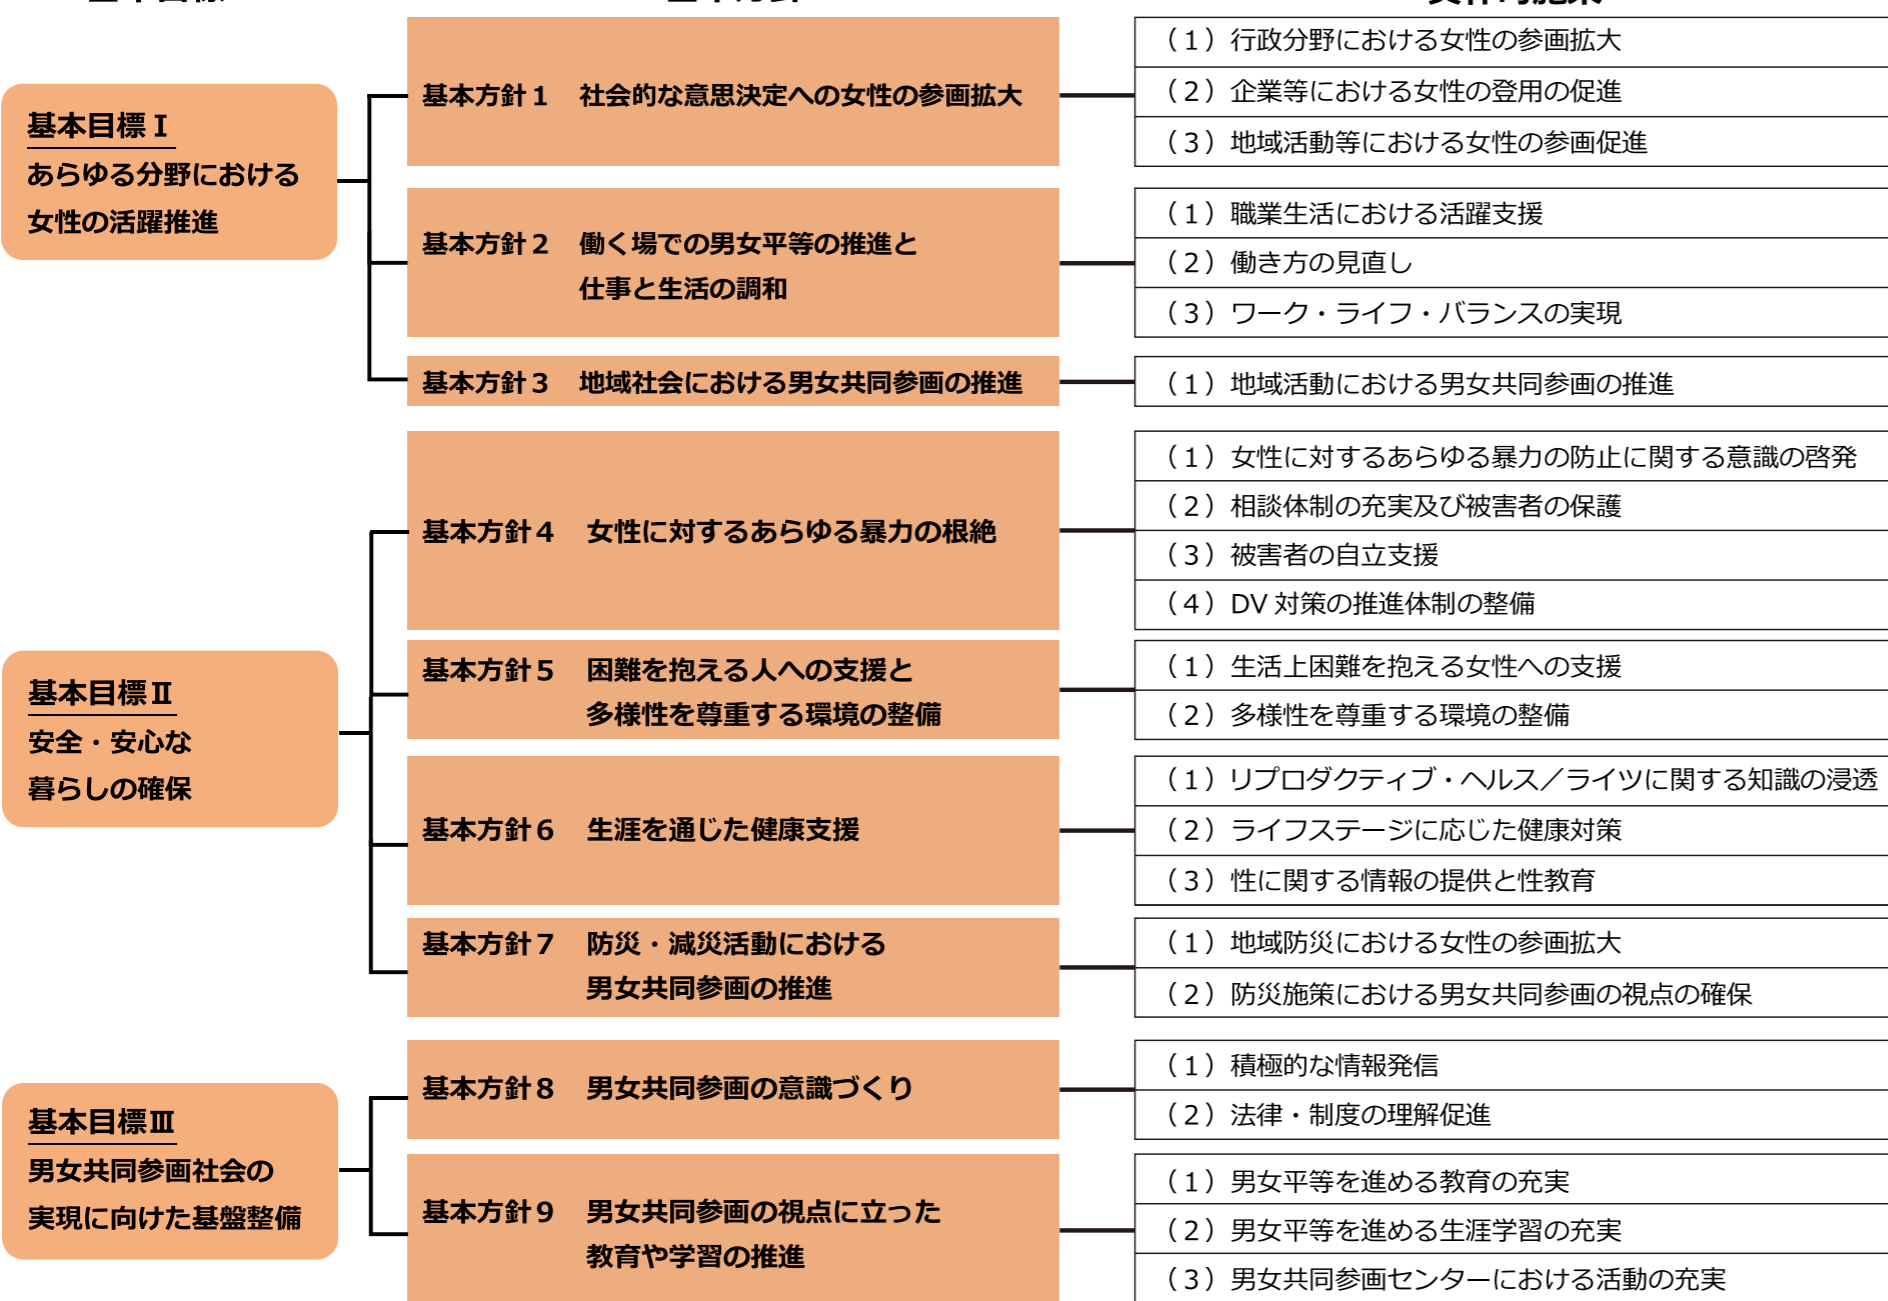 基本目標Ⅰ
あらゆる分野における
女性の活躍推進
基本方針１ 社会的な意思決定への女性の参画拡大
（１）行政分野における女性の参画拡大
（２）企業等における女性の登用の促進
（３）地域活動等における女性の参画促進
基本方針２ 働く場での男女平等の推進と
仕事と生活の調和
（１）職業生活における活躍支援
（２）働き方の見直し
（３）ワーク・ライフ・バランスの実現
基本方針３ 地域社会における男女共同参画の推進
（１）地域活動における男女共同参画の推進
基本目標Ⅱ
安全・安心な
暮らしの確保
基本方針４ 女性に対するあらゆる暴力の根絶
（１）女性に対するあらゆる暴力の防止に関する意識の啓発
（２）相談体制の充実及び被害者の保護
（３）被害者の自立支援
（４）DV 対策の推進体制の整備
基本方針５ 困難を抱える人への支援と
多様性を尊重する環境の整備
（１）生活上困難を抱える女性への支援
（２）多様性を尊重する環境の整備
基本方針６ 生涯を通じた健康支援
（１）リプロダクティブ・ヘルス／ライツに関する知識の浸透
（２）ライフステージに応じた健康対策
（３）性に関する情報の提供と性教育
基本方針７ 防災・減災活動における
男女共同参画の推進
（１）地域防災における女性の参画拡大
（２）防災施策における男女共同参画の視点の確保
基本目標Ⅲ
男女共同参画社会の
実現に向けた基盤整備
基本方針８ 男女共同参画の意識づくり
（１）積極的な情報発信
（２）法律・制度の理解促進
基本方針９ 男女共同参画の視点に立った
教育や学習の推進
（１）男女平等を進める教育の充実
（２）男女平等を進める生涯学習の充実
（３）男女共同参画センターにおける活動の充実